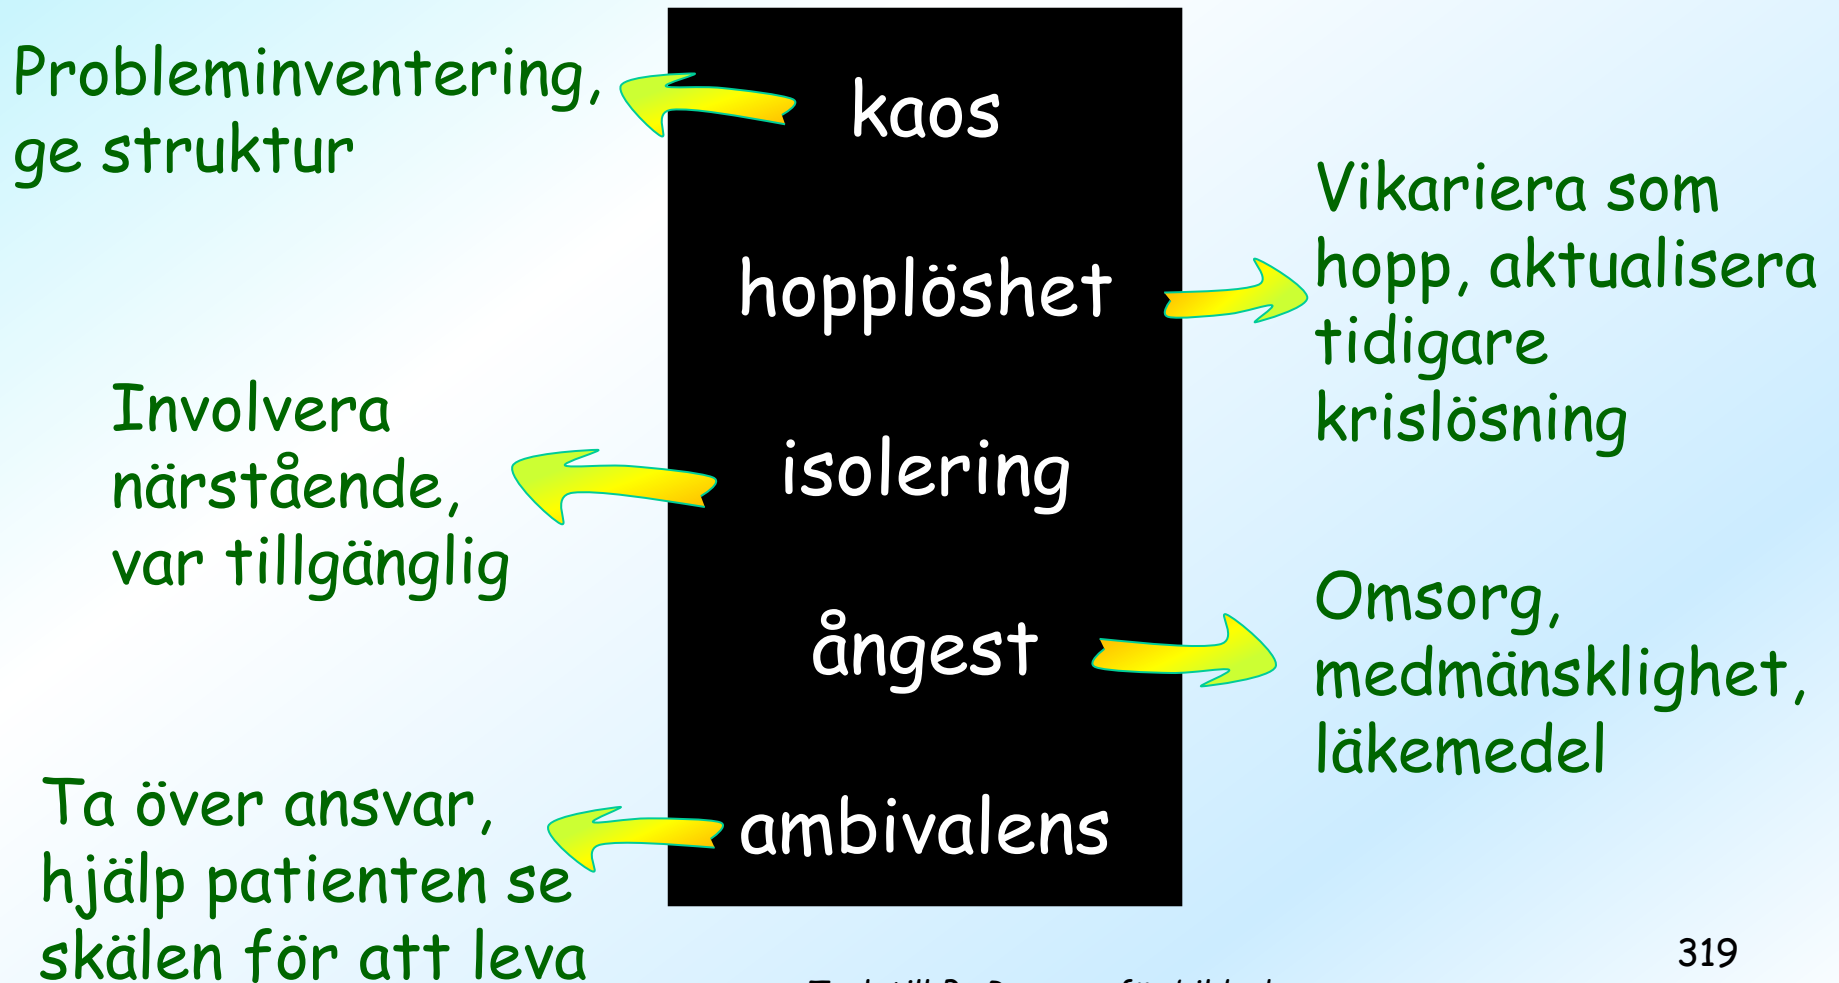 Probleminventering,
ge struktur
kaos
hopplöshet
Vikariera som
hopp, aktualisera
tidigare
krislösning
Involvera
närstående,
var tillgänglig
isolering
ångest
Omsorg,
medmänsklighet,
läkemedel
Ta över ansvar,
hjälp patienten se
skälen för att leva
ambivalens
319